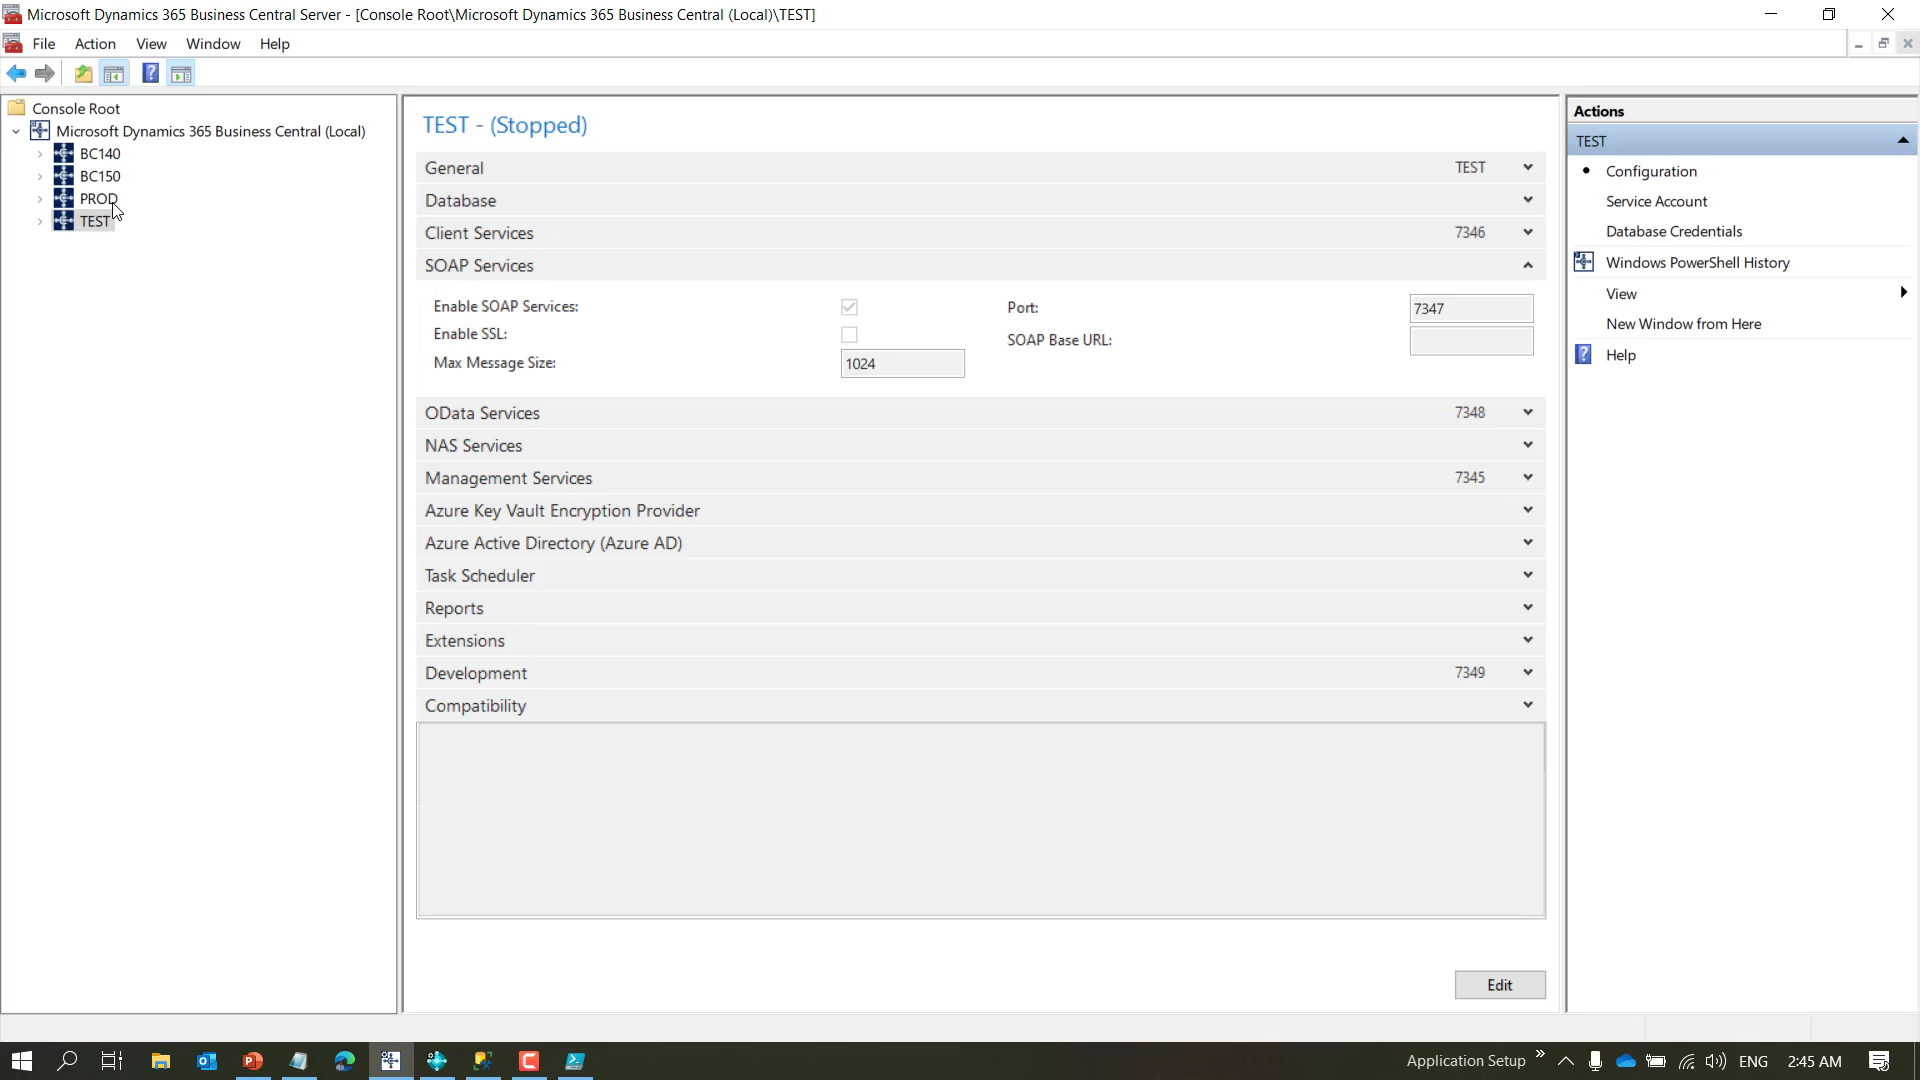 Microsoft Dynamics 365 Business Central Server - [Console Root\Microsoft Dynamics 365 Business Central (Local)\TEST]
File Action View Window Help
Console Root
Microsoft Dynamics 365 Business Central (Local)
BC140
BC150
PROD
TEST
TEST - (Stopped)
General TEST
Database
Client Services 7346
SOAP Services
Enable SOAP Services: Port: 7347
Enable SSL: SOAP Base URL:
Max Message Size: 1024
OData Services 7348
NAS Services
Management Services 7345
Azure Key Vault Encryption Provider
Azure Active Directory (Azure AD)
Task Scheduler
Reports
Extensions
Development 7349
Compatibility
Edit
Actions
TEST
Configuration
Service Account
Database Credentials
Windows PowerShell History
View
New Window from Here
Help
Application Setup » ENG 2:45 AM